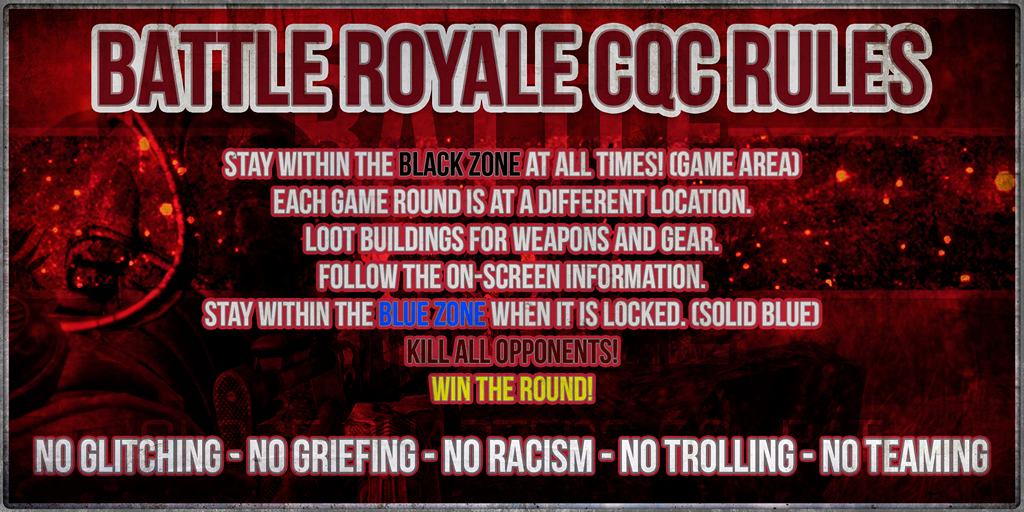 BATTLE ROYALE CQC RULES
STAY WITHIN THE BLACK ZONE AT ALL TIMES! (GAME AREA)
EACH GAME ROUND IS AT A DIFFERENT LOCATION.
LOOT BUILDINGS FOR WEAPONS AND GEAR.
FOLLOW THE ON-SCREEN INFORMATION.
STAY WITHIN THE BLUE ZONE WHEN IT IS LOCKED. (SOLID BLUE)
KILL ALL OPPONENTS!
WIN THE ROUND!
NO GLITCHING - NO GRIEFING - NO RACISM - NO TROLLING - NO TEAMING